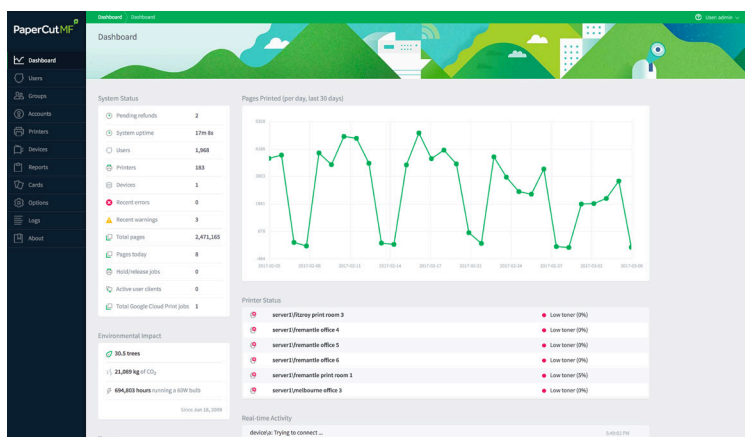 PaperCutMF
Dashboard
Users
Groups
Accounts
Printers
Devices
Reports
Cards
Options
Logs
About
Dashboard Dashboard
User: admin
Dashboard
System Status
Pending refunds 2
System uptime 17m 8s
Users 1,968
Printers 183
Devices 1
Recent errors 0
Recent warnings 3
Total pages 2,471,165
Pages today 8
Hold/release jobs 0
Active user clients 0
Total Google Cloud Print jobs 1
Environmental Impact
30.5 trees
21,069 kg of CO₂
694,803 hours running a 60W bulb
Pages Printed (per day, last 30 days)
Printer Status
server1\fitzroy print room 3 Low toner (0%)
server1\fremantle office 4 Low toner (0%)
server1\fremantle office 5 Low toner (0%)
server1\fremantle office 6 Low toner (0%)
server1\fremantle print room 1 Low toner (5%)
server1\melbourne office 3 Low toner (0%)
Real-time Activity
device\a: Trying to connect ...